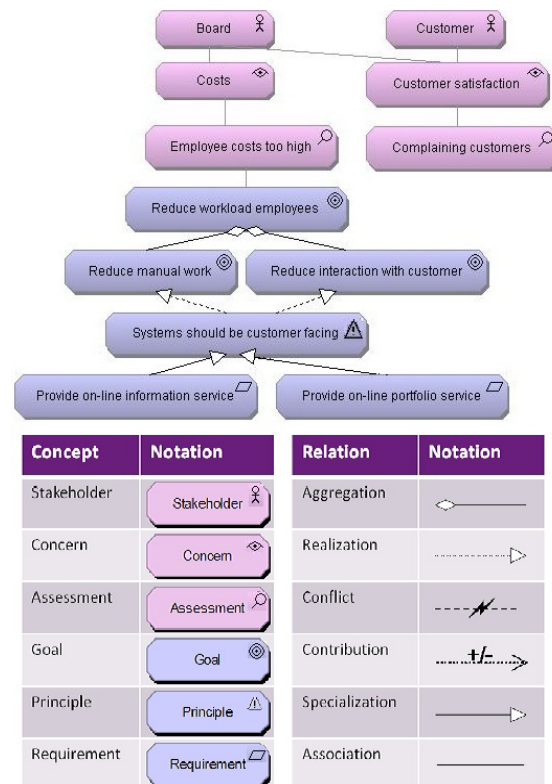 Board
Customer
Costs
Customer satisfaction
Employee costs too high
Complaining customers
Reduce workload employees
Reduce manual work
Reduce interaction with customer
Systems should be customer facing
Provide on-line information service
Provide on-line portfolio service
Concept Notation
Stakeholder Stakeholder
Concern Concern
Assessment Assessment
Goal Goal
Principle Principle
Requirement Requirement
Relation Notation
Aggregation
Realization
Conflict
Contribution +/-
Specialization
Association